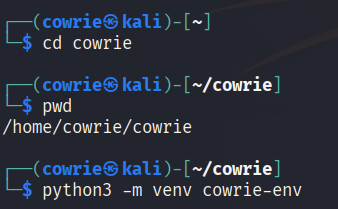 ┌──(cowrie㉿kali)-[~]
└─$ cd cowrie
┌──(cowrie㉿kali)-[~/cowrie]
└─$ pwd
/home/cowrie/cowrie
┌──(cowrie㉿kali)-[~/cowrie]
└─$ python3 -m venv cowrie-env